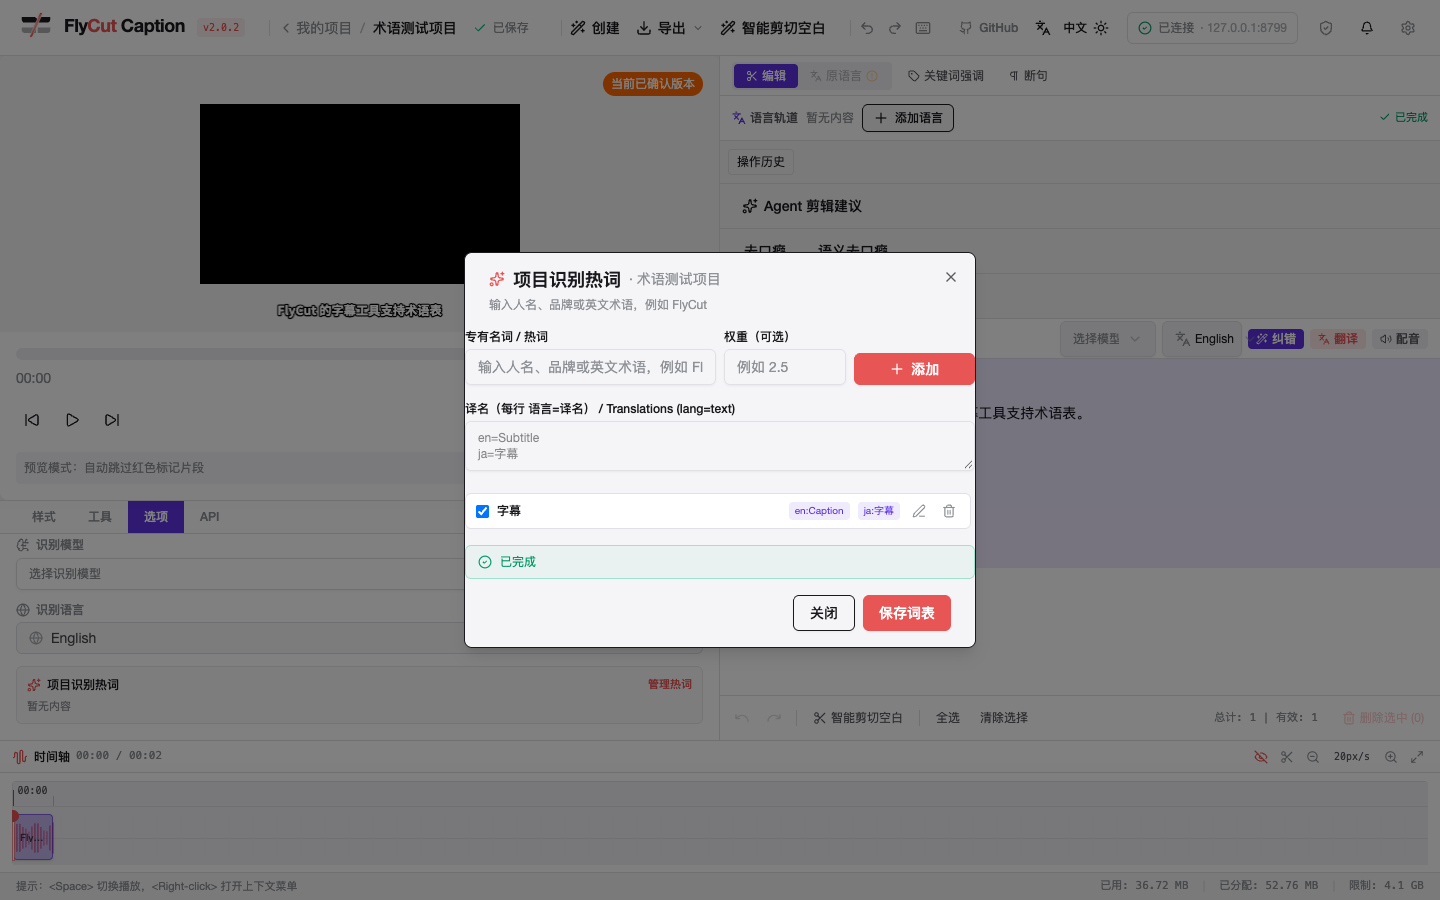 FlyCut Caption v2.0.2 我的项目 / 术语测试项目 已保存 创建 导出 智能剪切空白 GitHub 中文 已连接 · 127.0.0.1:8799
当前已确认版本
FlyCut 的字幕工具支持术语表
00:00
预览模式：自动跳过红色标记片段
样式 工具 选项 API
识别模型
选择识别模型
识别语言
English
项目识别热词 管理热词
暂无内容
编辑 原语言 关键词强调 断句
语言轨道 暂无内容 添加语言 已完成
操作历史
Agent 剪辑建议
去口癖 语义去口癖
选择模型 English 纠错 翻译 配音
工具支持术语表。
智能剪切空白 全选 清除选择 总计: 1 | 有效: 1 删除选中 (0)
项目识别热词 · 术语测试项目
输入人名、品牌或英文术语，例如 FlyCut
专有名词 / 热词 权重（可选）
输入人名、品牌或英文术语，例如 Fl 例如 2.5 添加
译名（每行 语言=译名） / Translations (lang=text)
en=Subtitle
ja=字幕
字幕 en:Caption ja:字幕
已完成
关闭 保存词表
时间轴 00:00 / 00:02 20px/s
00:00
Fly...
提示: <Space> 切换播放，<Right-click> 打开上下文菜单 已用: 36.72 MB 已分配: 52.76 MB 限制: 4.1 GB